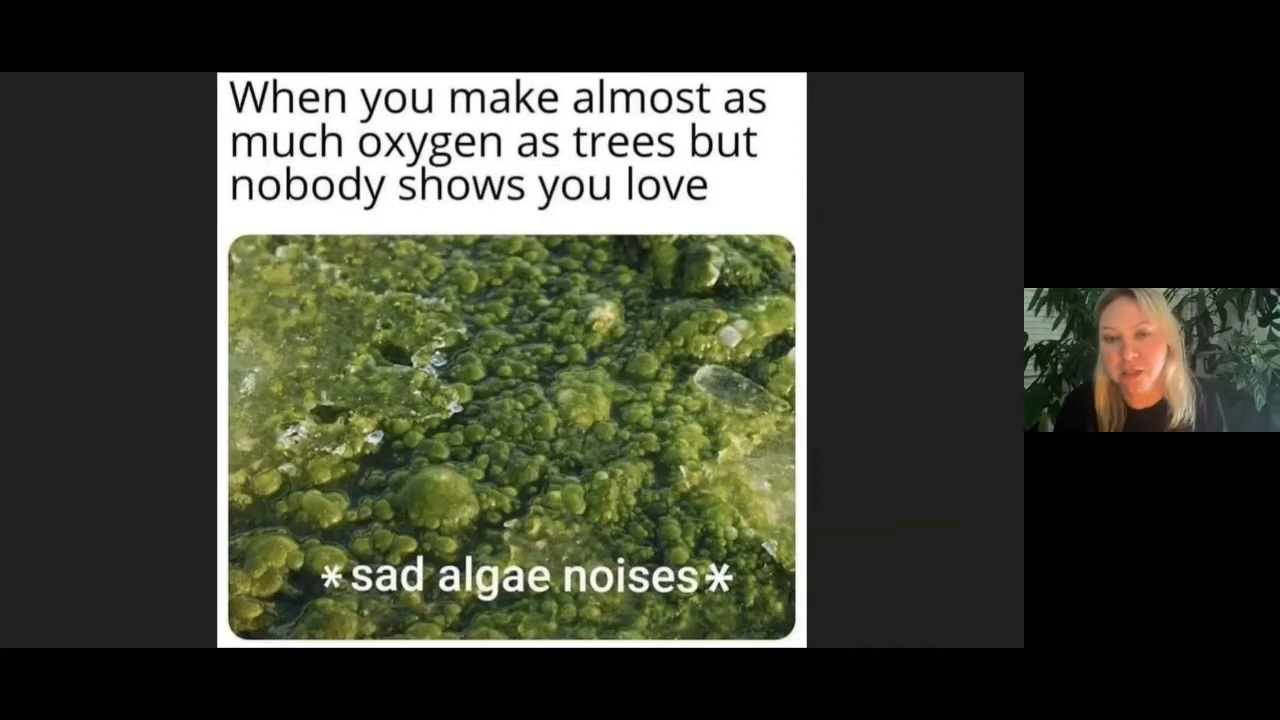 When you make almost as
much oxygen as trees but
nobody shows you love
*sad algae noises*